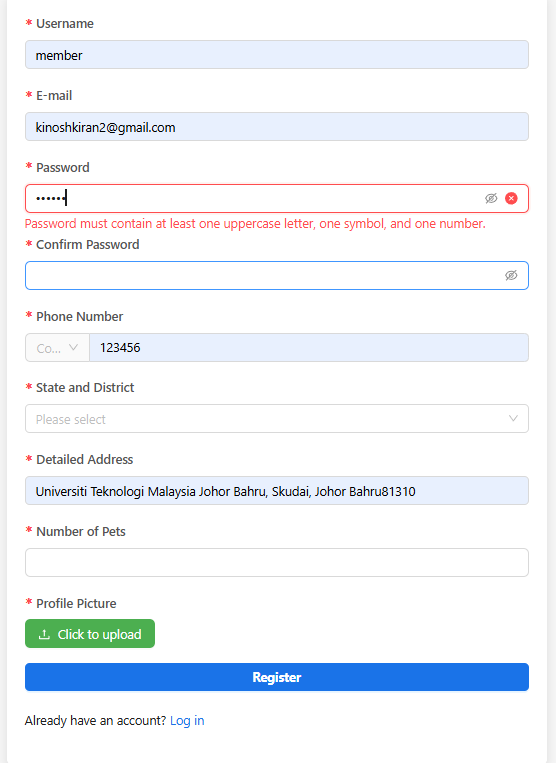 * Username
member
* E-mail
kinoshkiran2@gmail.com
* Password
••••••
Password must contain at least one uppercase letter, one symbol, and one number.
* Confirm Password
* Phone Number
Co... 123456
* State and District
Please select
* Detailed Address
Universiti Teknologi Malaysia Johor Bahru, Skudai, Johor Bahru81310
* Number of Pets
* Profile Picture
Click to upload
Register
Already have an account? Log in